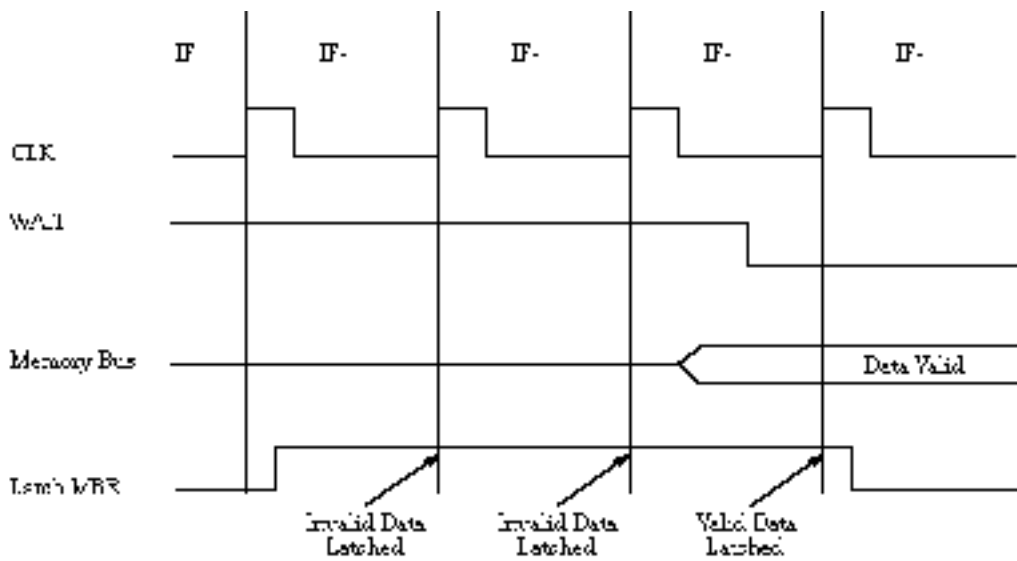 IF IF- IF- IF- IF-
CLK
WAIT
Memory Bus
Data Valid
Latch MBR
Invalid Data
Latched
Invalid Data
Latched
Valid Data
Latched